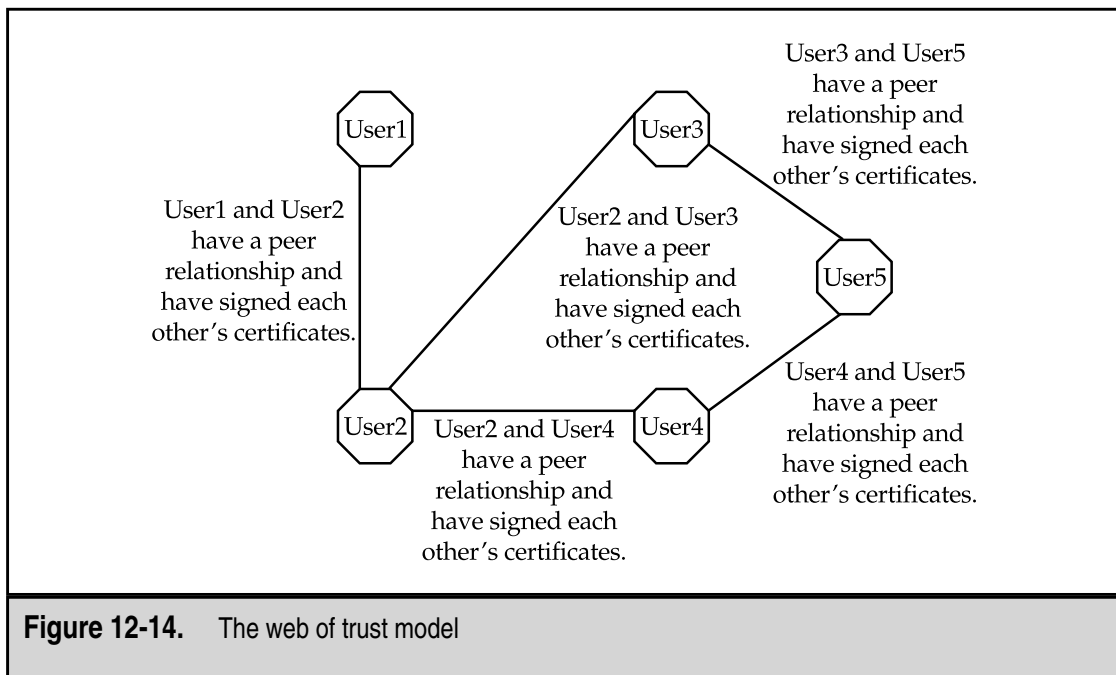 User1
User3
User3 and User5
have a peer
relationship and
have signed each
other's certificates.
User1 and User2
have a peer
relationship and
have signed each
other's certificates.
User2 and User3
have a peer
relationship and
have signed each
other's certificates.
User5
User2
User2 and User4
have a peer
relationship and
have signed each
other's certificates.
User4
User4 and User5
have a peer
relationship and
have signed each
other's certificates.
Figure 12-14. The web of trust model